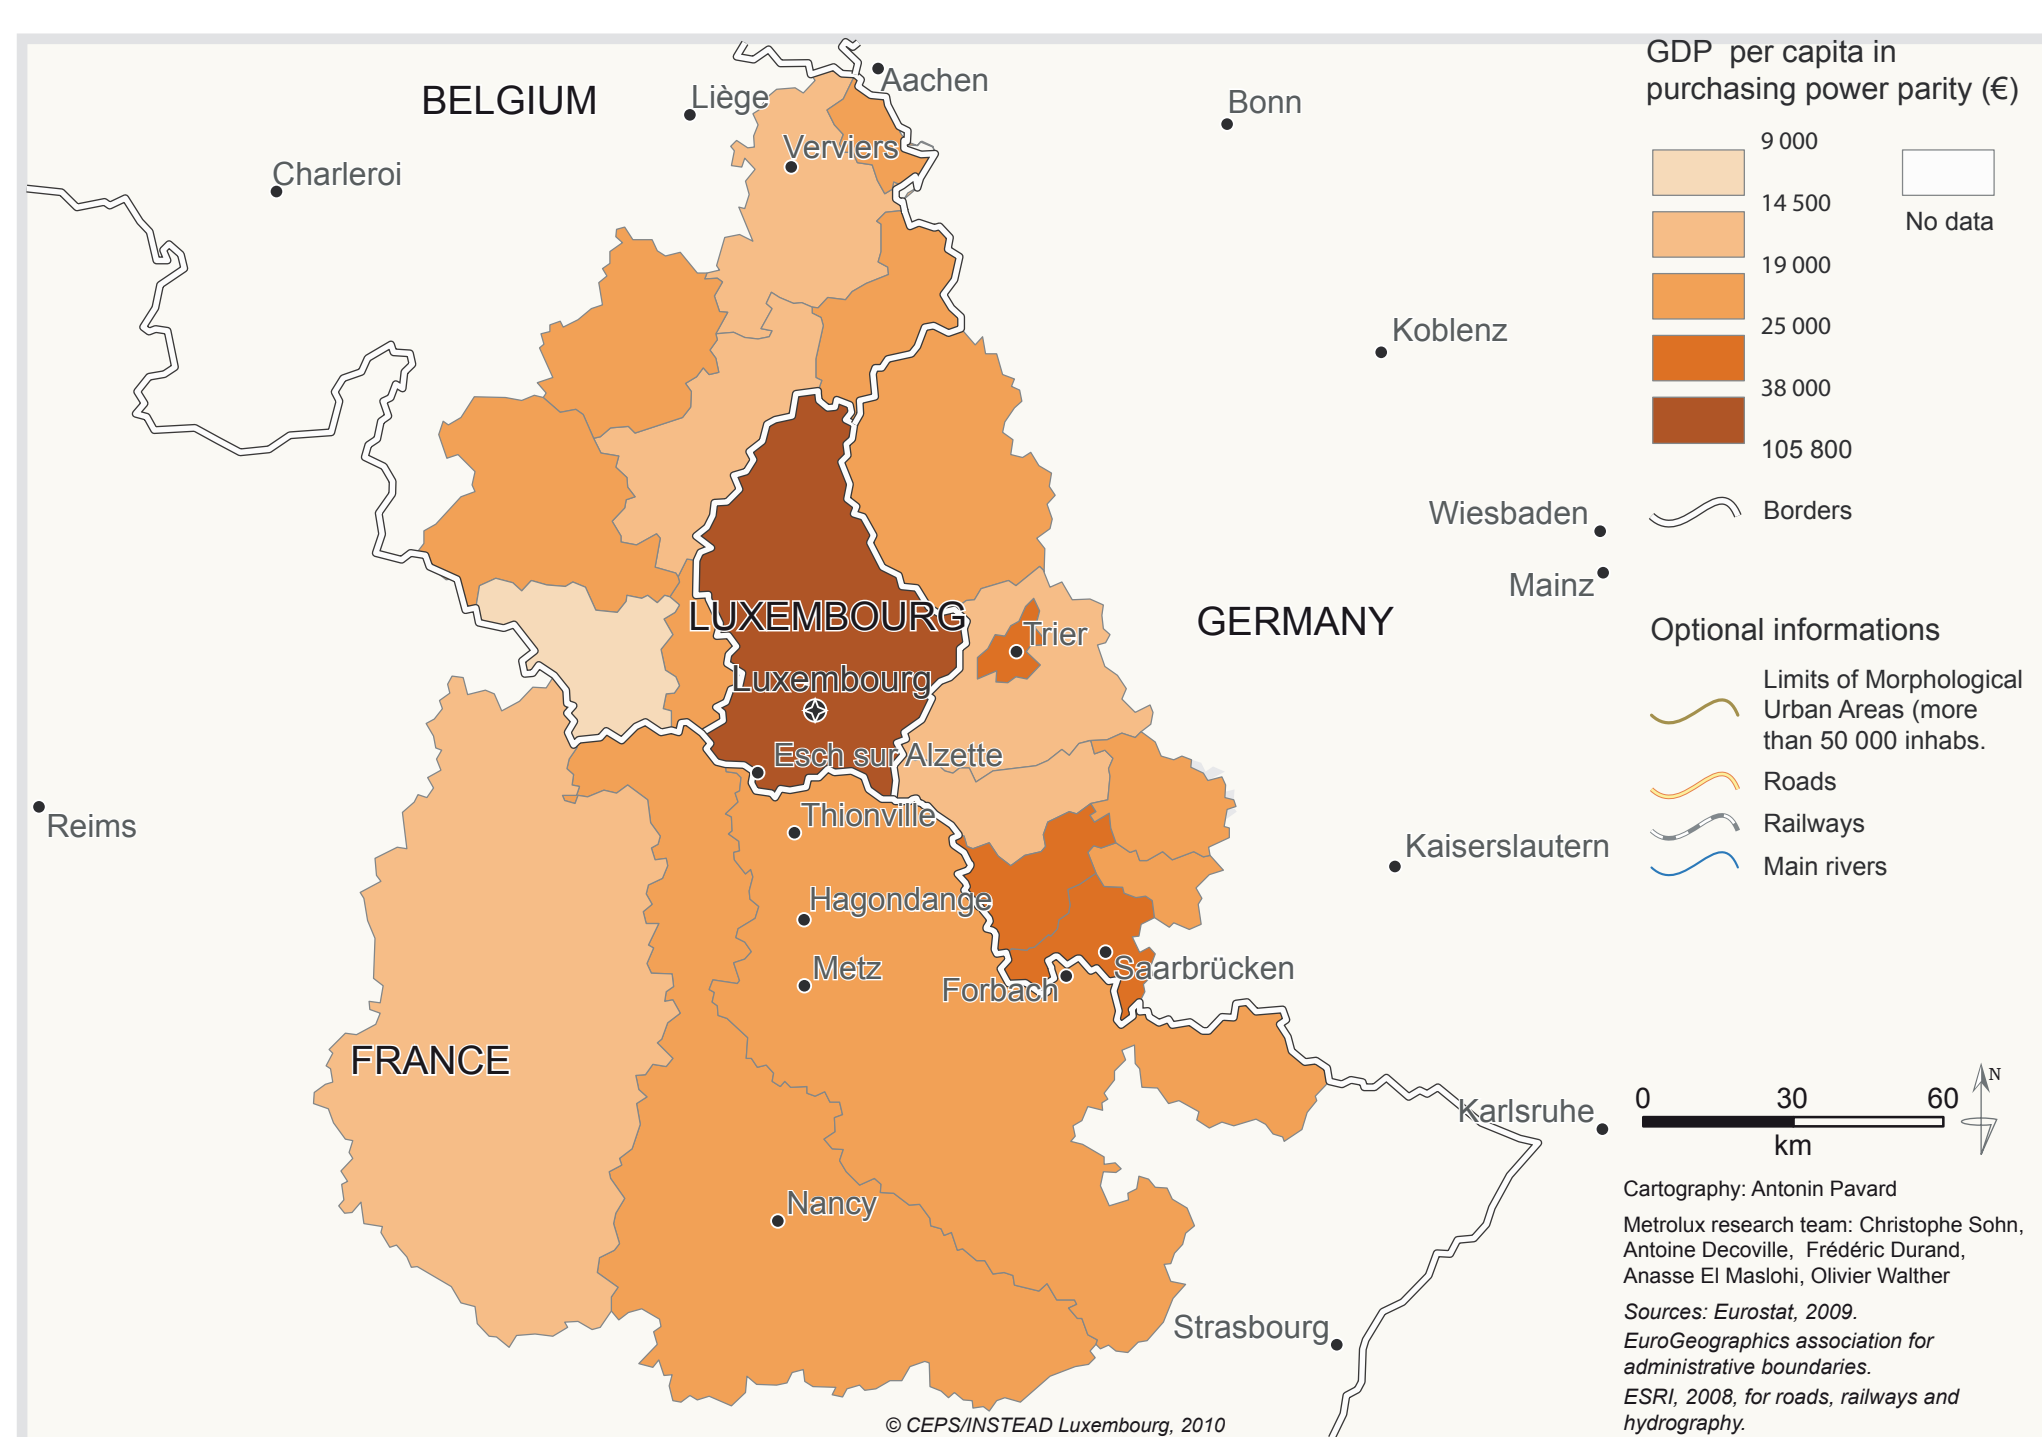 GDP  per capita in
purchasing power parity (€)
9 000
14 500
19 000
25 000
38 000
105 800
No data
Borders
Optional informations
Limits of Morphological
Urban Areas (more
than 50 000 inhabs.
Roads
Railways
Main rivers
BELGIUM
Liège
Aachen
Bonn
Verviers
Charleroi
Koblenz
Wiesbaden
Mainz
LUXEMBOURG
GERMANY
Trier
Luxembourg
Esch sur Alzette
Reims
Thionville
Kaiserslautern
Hagondange
Metz
Saarbrücken
Forbach
FRANCE
Karlsruhe
Nancy
Strasbourg
N
0 30 60
km
Cartography: Antonin Pavard
Metrolux research team: Christophe Sohn,
Antoine Decoville,  Frédéric Durand,
Anasse El Maslohi, Olivier Walther
Sources: Eurostat, 2009.
EuroGeographics association for
administrative boundaries.
ESRI, 2008, for roads, railways and
hydrography.
© CEPS/INSTEAD Luxembourg, 2010